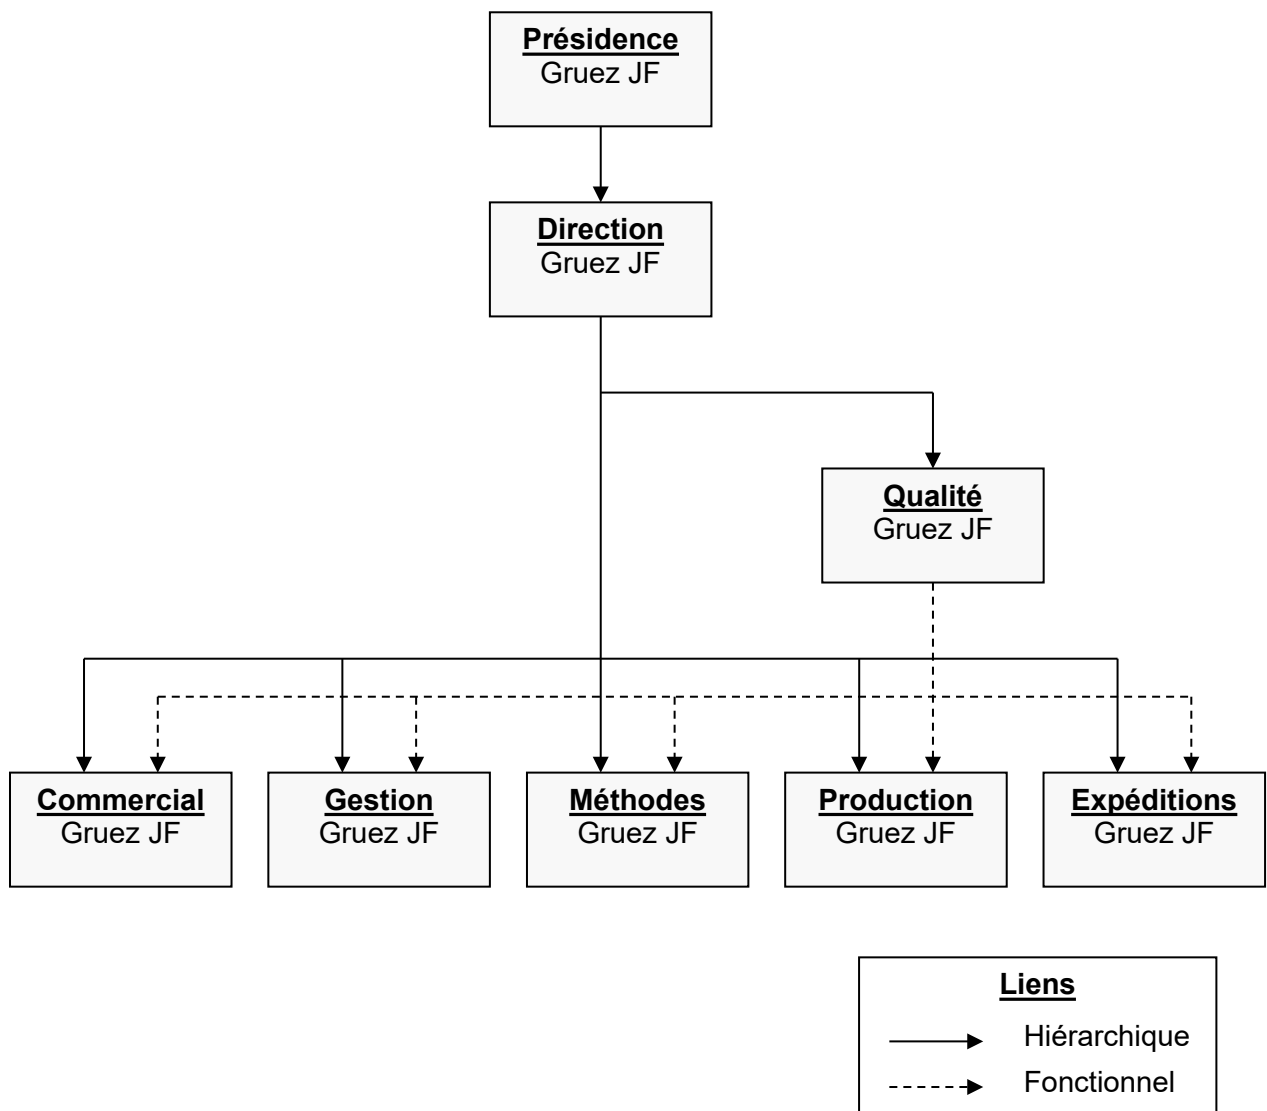 Présidence
Gruez JF
Direction
Gruez JF
Qualité
Gruez JF
Commercial
Gruez JF
Gestion
Gruez JF
Méthodes
Gruez JF
Production
Gruez JF
Expéditions
Gruez JF
Liens
Hiérarchique
Fonctionnel